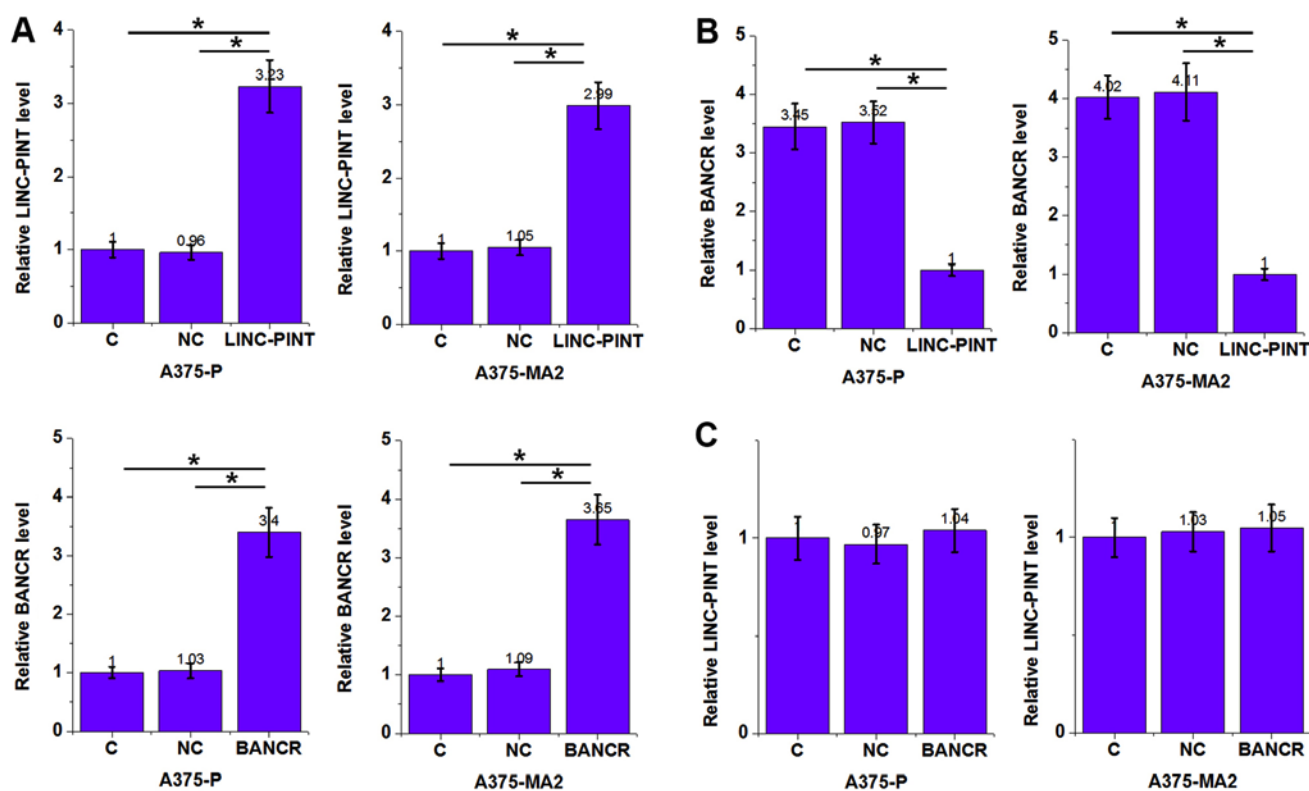 A
Relative LINC-PINT level
4
3
2
1
0
*
*
1
0.96
3.23
C NC LINC-PINT
A375-P
Relative LINC-PINT level
4
3
2
1
0
*
*
1
1.05
2.99
C NC LINC-PINT
A375-MA2
B
Relative BANCR level
5
4
3
2
1
0
*
*
3.45
3.52
1
C NC LINC-PINT
A375-P
Relative BANCR level
5
4
3
2
1
0
*
*
4.02
4.11
1
C NC LINC-PINT
A375-MA2
Relative BANCR level
5
4
3
2
1
0
*
*
1
1.03
3.4
C NC BANCR
A375-P
Relative BANCR level
5
4
3
2
1
0
*
*
1
1.09
3.65
C NC BANCR
A375-MA2
C
Relative LINC-PINT level
1
0
0.97
1.04
C NC BANCR
A375-P
Relative LINC-PINT level
1
0
1.03
1.05
C NC BANCR
A375-MA2